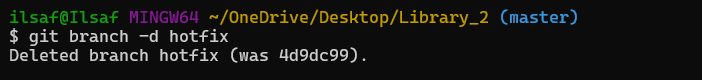 ilsaf@Ilsaf MINGW64 ~/OneDrive/Desktop/Library_2 (master)
$ git branch -d hotfix
Deleted branch hotfix (was 4d9dc99).